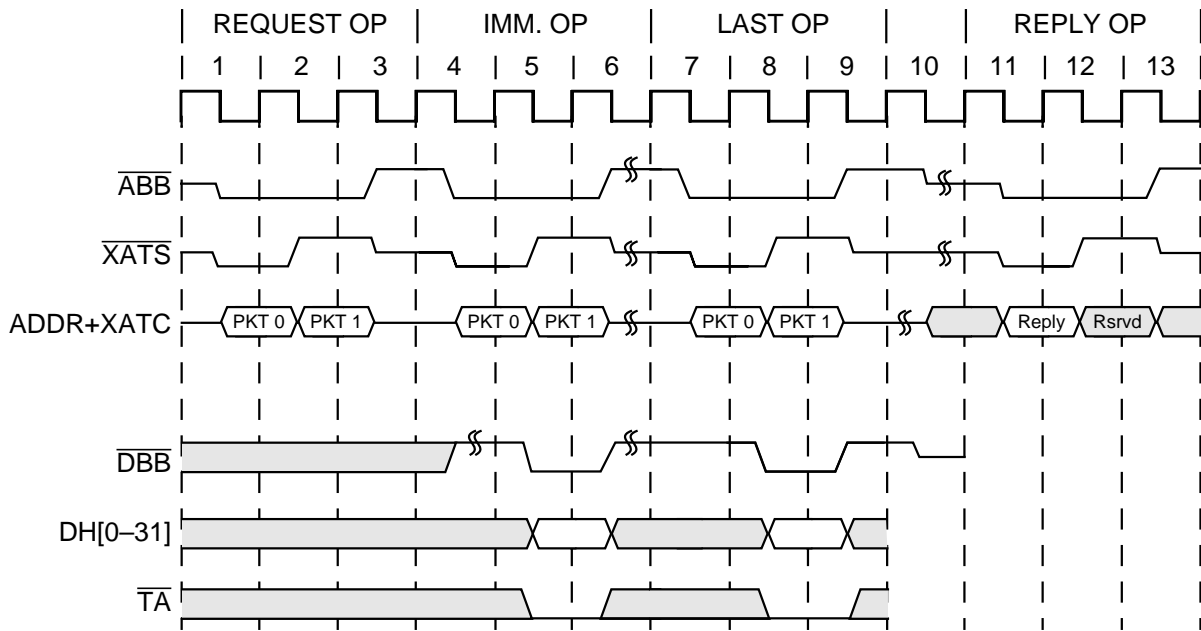 REQUEST OP IMM. OP LAST OP REPLY OP
1 2 3 4 5 6 7 8 9 10 11 12 13
ABB
XATS
ADDR+XATC PKT 0 PKT 1 PKT 0 PKT 1 PKT 0 PKT 1 Reply Rsrvd
DBB
DH[0–31]
TA